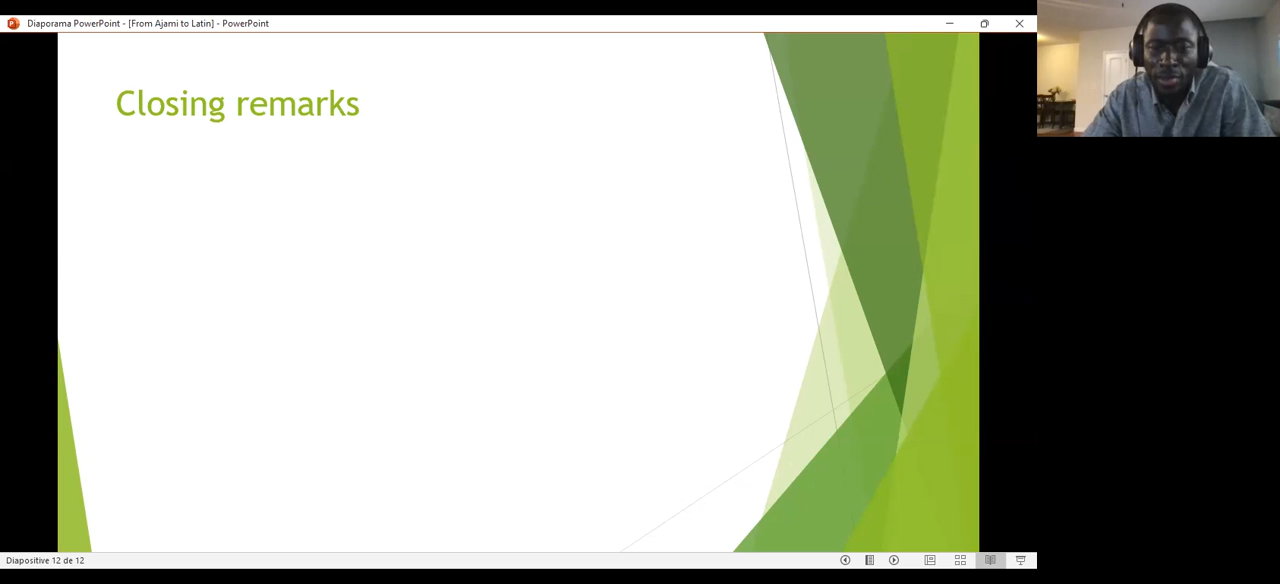 Diaporama PowerPoint - [From Ajami to Latin] - PowerPoint
Closing remarks
Diapositive 12 de 12